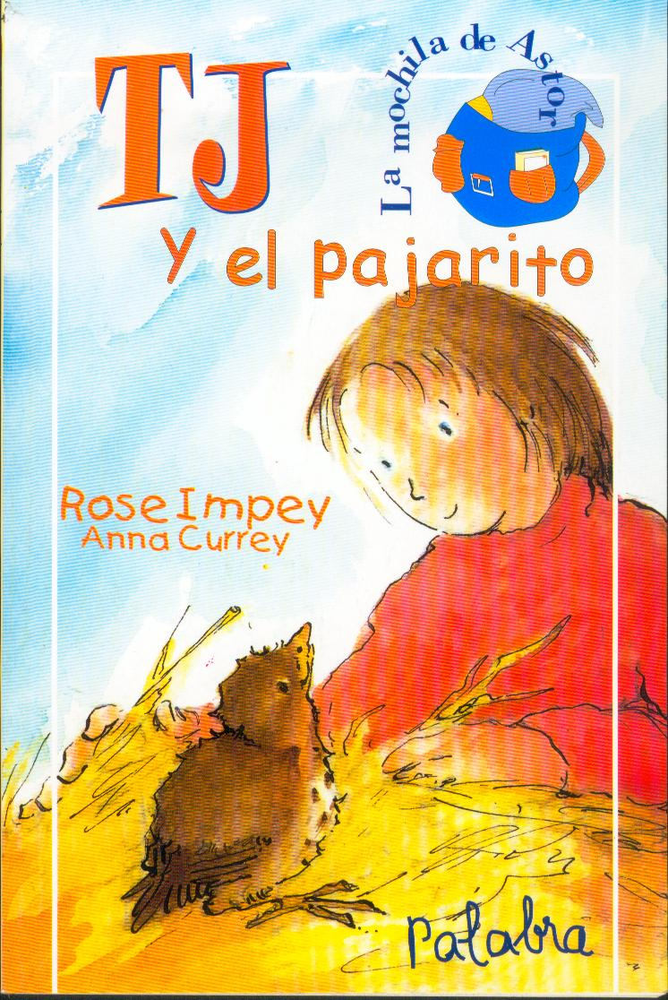 TJ
La mochila de Astor
y el pajarito
Rose Impey
Anna Currey
Palabra